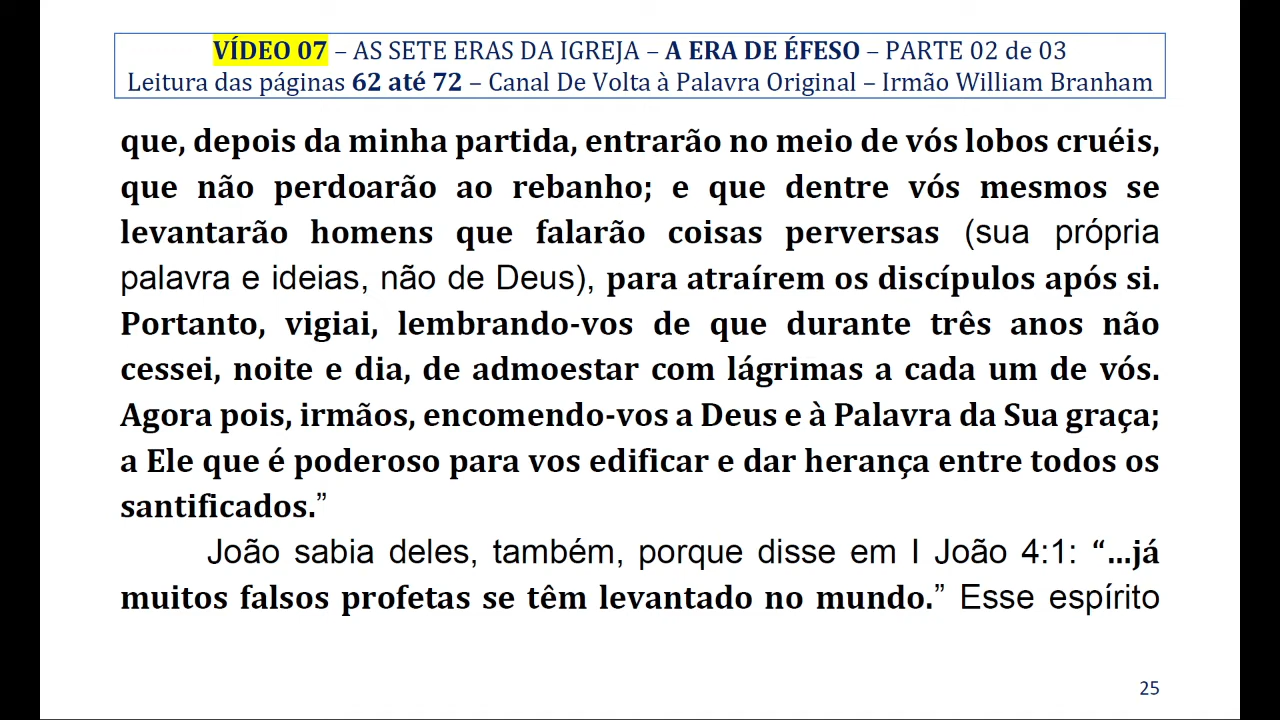 VÍDEO 07 – AS SETE ERAS DA IGREJA – A ERA DE ÉFESO – PARTE 02 de 03
Leitura das páginas 62 até 72 – Canal De Volta à Palavra Original – Irmão William Branham
que, depois da minha partida, entrarão no meio de vós lobos cruéis,
que não perdoarão ao rebanho; e que dentre vós mesmos se
levantarão homens que falarão coisas perversas (sua própria
palavra e ideias, não de Deus), para atraírem os discípulos após si.
Portanto, vigiai, lembrando-vos de que durante três anos não
cessei, noite e dia, de admoestar com lágrimas a cada um de vós.
Agora pois, irmãos, encomendo-vos a Deus e à Palavra da Sua graça;
a Ele que é poderoso para vos edificar e dar herança entre todos os
santificados.”
João sabia deles, também, porque disse em I João 4:1: “...já
muitos falsos profetas se têm levantado no mundo.” Esse espírito
25